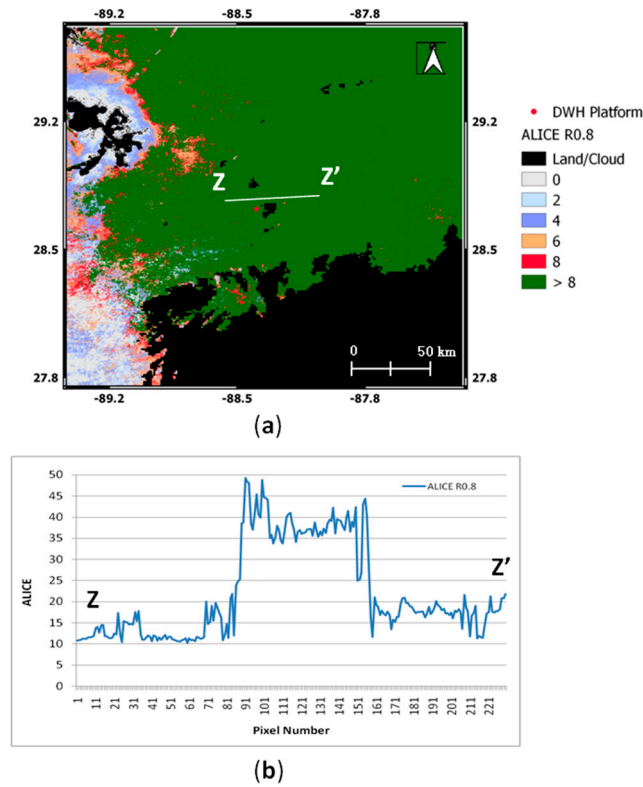 -89.2 -88.5 -87.8
29.2 29.2
28.5 28.5
27.8 27.8
-89.2 -88.5 -87.8
Z Z’
0 50 km
DWH Platform
ALICE R0.8
Land/Cloud
0
2
4
6
8
> 8
(a)
50
45
40
35
30
25
20
15
10
5
0
ALICE
ALICE R0.8
Z Z’
1 11 21 31 41 51 61 71 81 91 101 111 121 131 141 151 161 171 181 191 201 211 221
Pixel Number
(b)